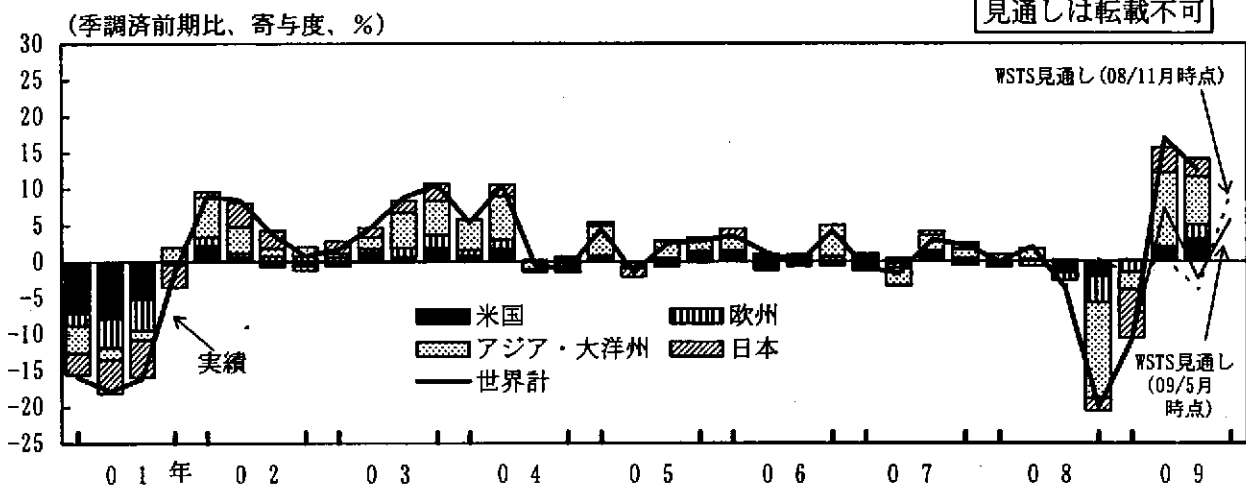 見通しは転載不可
(季調済前期比、寄与度、%)
30
25
20
15
10
5
0
-5
-10
-15
-20
-25
WSTS見通し(08/11月時点)
実績
米国
欧州
アジア・大洋州
日本
世界計
WSTS見通し
(09/5月
時点)
01年 02 03 04 05 06 07 08 09